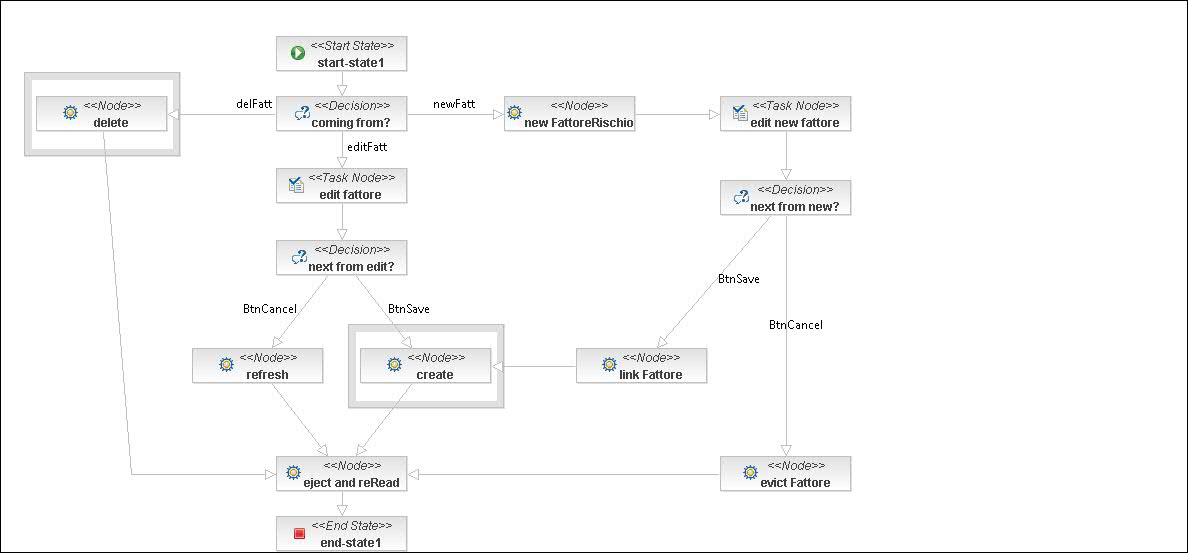 <<Start State>>
start-state1
<<Node>>
delete
delFatt
<<Decision>>
coming from?
newFatt
<<Node>>
new FattoreRischio
<<Task Node>>
edit new fattore
editFatt
<<Task Node>>
edit fattore
<<Decision>>
next from new?
<<Decision>>
next from edit?
BtnSave
BtnCancel
BtnSave
BtnCancel
<<Node>>
refresh
<<Node>>
create
<<Node>>
link Fattore
<<Node>>
eject and reRead
<<Node>>
evict Fattore
<<End State>>
end-state1